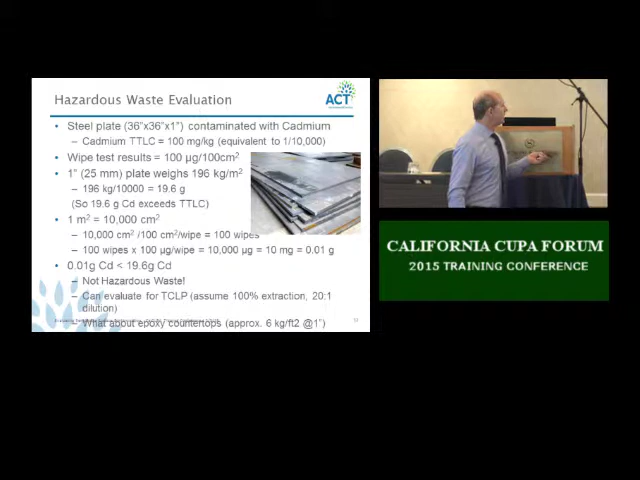 Hazardous Waste Evaluation
ACT
• Steel plate (36"x36"x1") contaminated with Cadmium
– Cadmium TTLC = 100 mg/kg (equivalent to 1/10,000)
• Wipe test results = 100 µg/100cm²
• 1" (25 mm) plate weighs 196 kg/m²
– 196 kg/10000 = 19.6 g
(So 19.6 g Cd exceeds TTLC)
• 1 m² = 10,000 cm²
– 10,000 cm² /100 cm²/wipe = 100 wipes
– 100 wipes x 100 µg/wipe = 10,000 µg = 10 mg = 0.01 g
• 0.01g Cd < 19.6g Cd
– Not Hazardous Waste!
– Can evaluate for TCLP (assume 100% extraction, 20:1
dilution)
– What about epoxy countertops (approx. 6 kg/ft2 @1")
CALIFORNIA CUPA FORUM
2015 TRAINING CONFERENCE